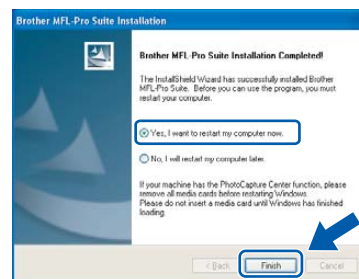 Brother MFL-Pro Suite Installation
Brother MFL-Pro Suite Installation Completed!
The InstallShield Wizard has successfully installed Brother
MFL-Pro Suite. Before you can use the program, you must
restart your computer.
Yes, I want to restart my computer now.
No, I will restart my computer later.
If your machine has the PhotoCapture Center function, please
remove all media cards before restarting Windows.
Please do not insert a media card until Windows has finished
loading.
< Back
Finish
Cancel